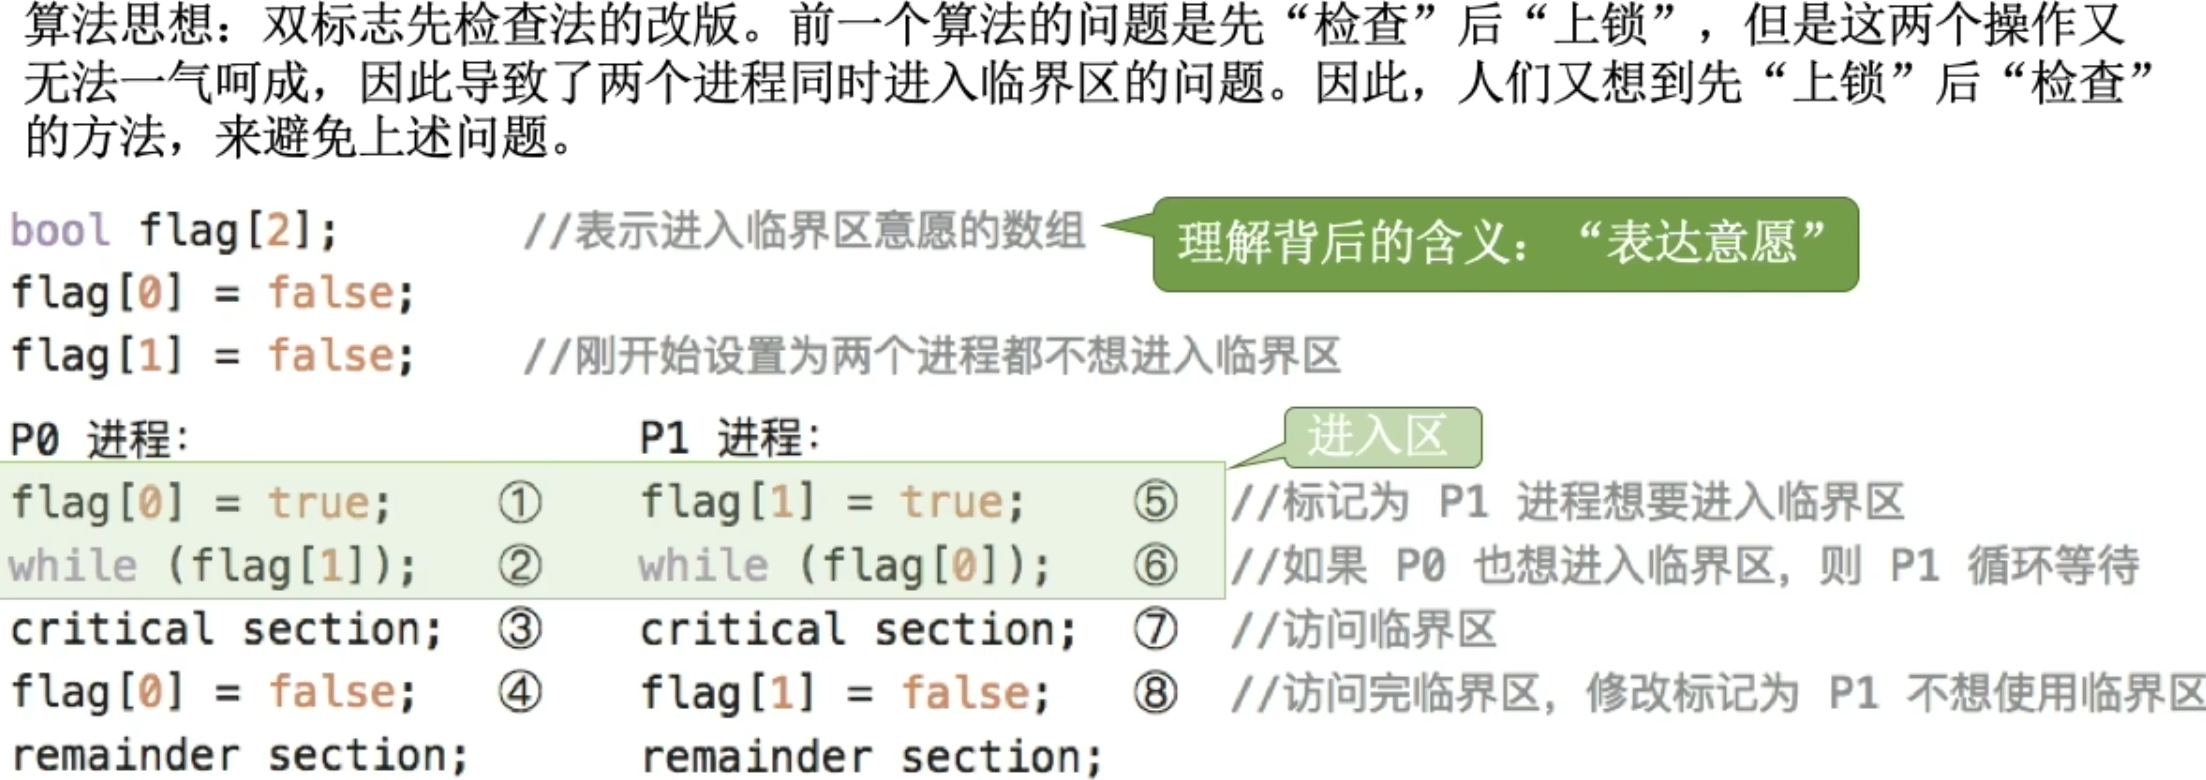 算法思想：双标志先检查法的改版。前一个算法的问题是先“检查”后“上锁”，但是这两个操作又
无法一气呵成，因此导致了两个进程同时进入临界区的问题。因此，人们又想到先“上锁”后“检查”
的方法，来避免上述问题。
bool flag[2]; //表示进入临界区意愿的数组
理解背后的含义：“表达意愿”
flag[0] = false;
flag[1] = false; //刚开始设置为两个进程都不想进入临界区
P0 进程: P1 进程:
进入区
flag[0] = true; ① flag[1] = true; ⑤ //标记为 P1 进程想要进入临界区
while (flag[1]); ② while (flag[0]); ⑥ //如果 P0 也想进入临界区，则 P1 循环等待
critical section; ③ critical section; ⑦ //访问临界区
flag[0] = false; ④ flag[1] = false; ⑧ //访问完临界区，修改标记为 P1 不想使用临界区
remainder section; remainder section;